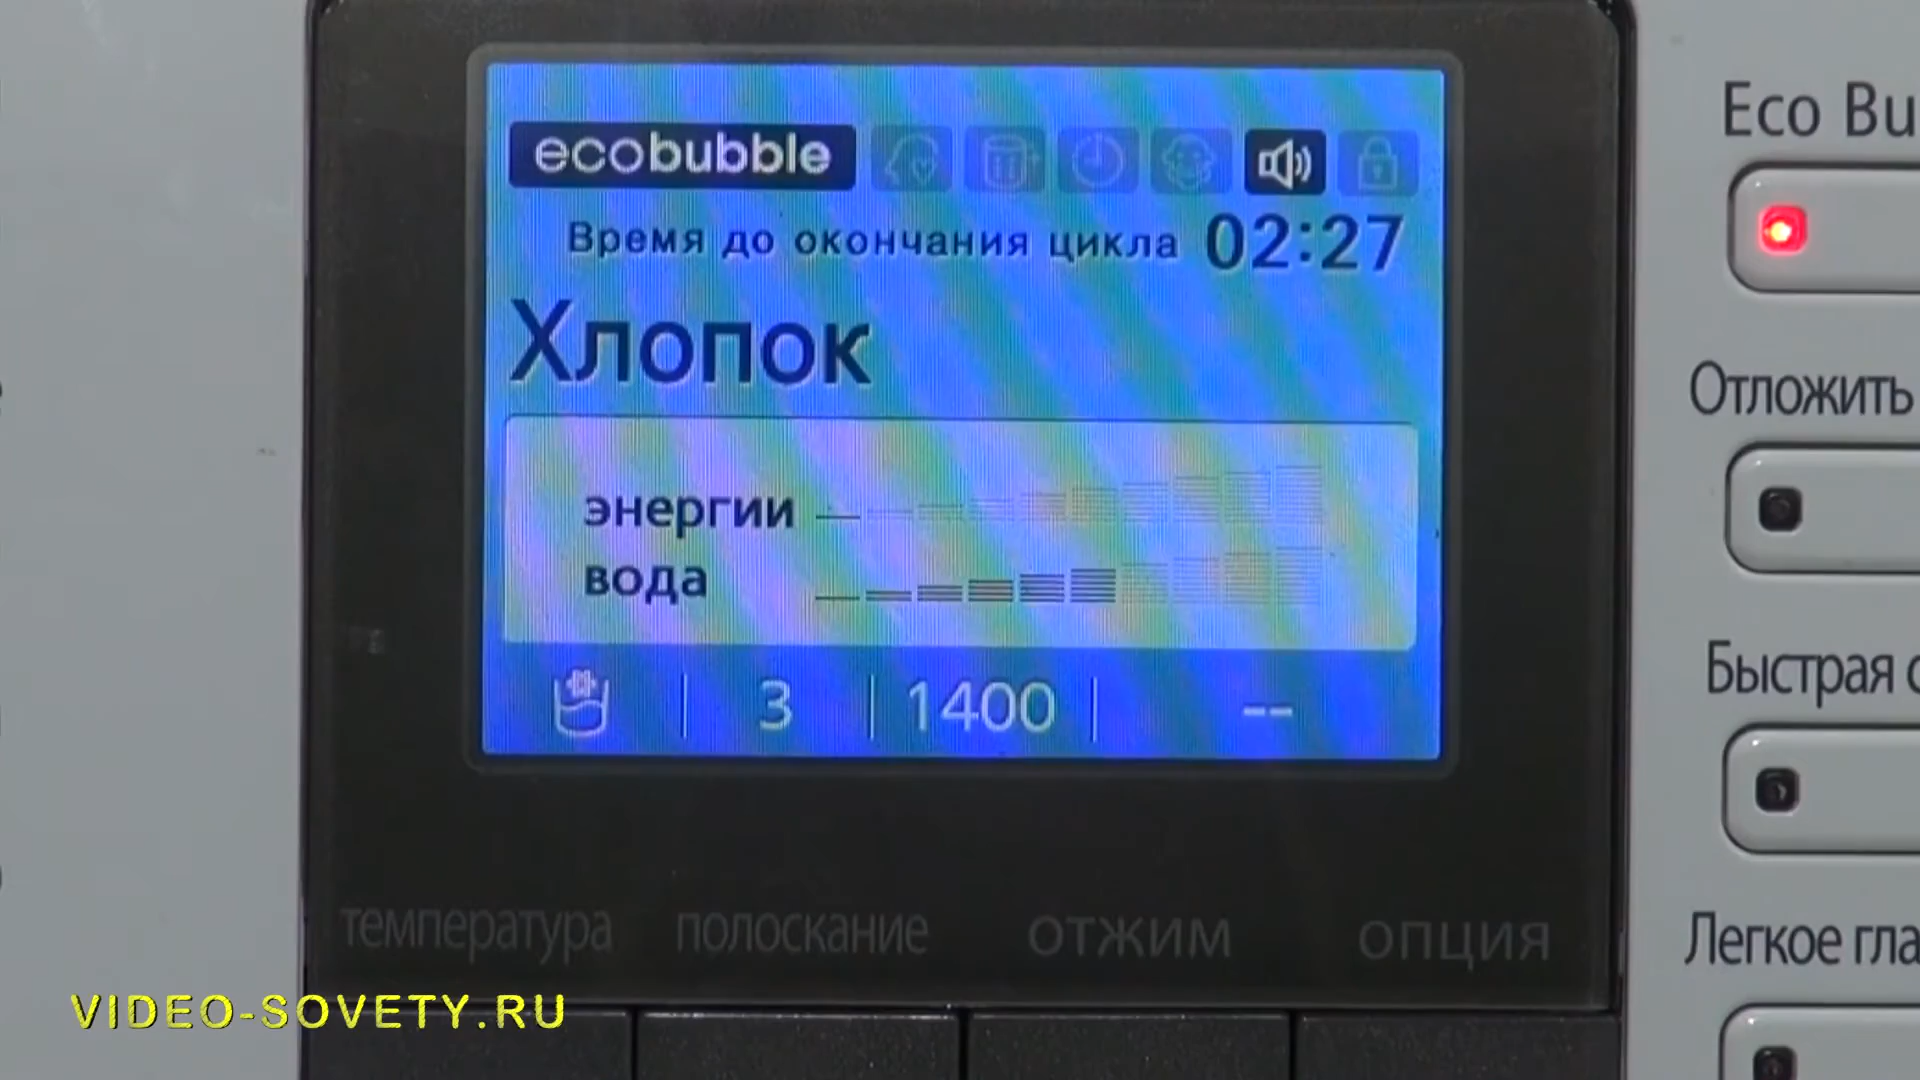 ecobubble
Время до окончания цикла 02:27
Хлопок
энергии
вода
3 | 1400 | --
температура полоскание отжим опция
Eco Bu
Отложить
Быстрая с
Легкое гла
VIDEO-SOVETY.RU